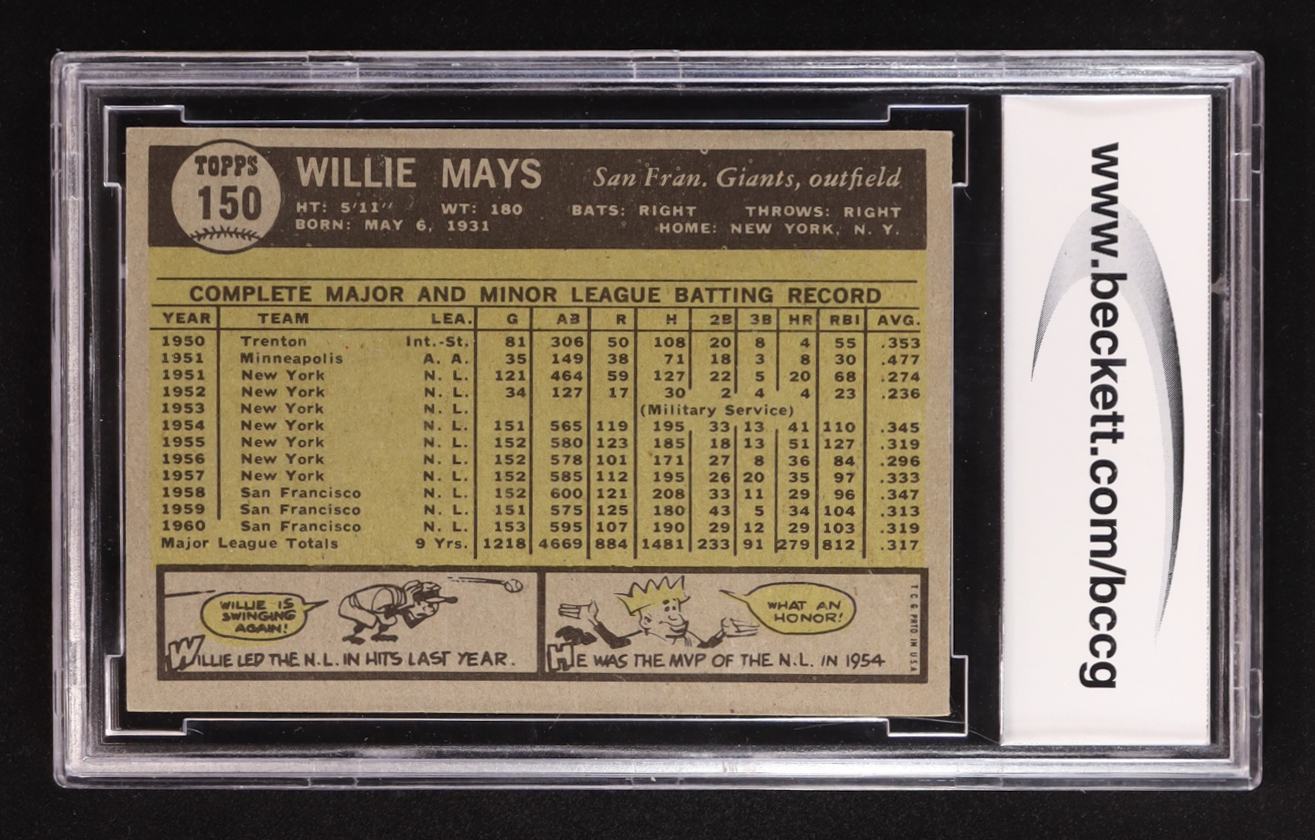 TOPPS
150
WILLIE MAYS San Fran. Giants, outfield
HT: 5'11" WT: 180 BATS: RIGHT THROWS: RIGHT
BORN: MAY 6, 1931 HOME: NEW YORK, N. Y.
COMPLETE MAJOR AND MINOR LEAGUE BATTING RECORD
YEAR TEAM LEA. G AB R H 2B 3B HR RBI AVG.
1950 Trenton Int.-St. 81 306 50 108 20 8 4 55 .353
1951 Minneapolis A. A. 35 149 38 71 18 3 8 30 .477
1951 New York N. L. 121 464 59 127 22 5 20 68 .274
1952 New York N. L. 34 127 17 30 2 4 4 23 .236
1953 New York N. L. (Military Service)
1954 New York N. L. 151 565 119 195 33 13 41 110 .345
1955 New York N. L. 152 580 123 185 18 13 51 127 .319
1956 New York N. L. 152 578 101 171 27 8 36 84 .296
1957 New York N. L. 152 585 112 195 26 20 35 97 .333
1958 San Francisco N. L. 152 600 121 208 33 11 29 96 .347
1959 San Francisco N. L. 151 575 125 180 43 5 34 104 .313
1960 San Francisco N. L. 153 595 107 190 29 12 29 103 .319
Major League Totals 9 Yrs. 1218 4669 884 1481 233 91 279 812 .317
WILLIE IS
SWINGING
AGAIN!
WILLIE LED THE N.L. IN HITS LAST YEAR.
WHAT AN
HONOR!
HE WAS THE MVP OF THE N.L. IN 1954
T.C.G. PRTD IN U.S.A.
www.beckett.com/bccg